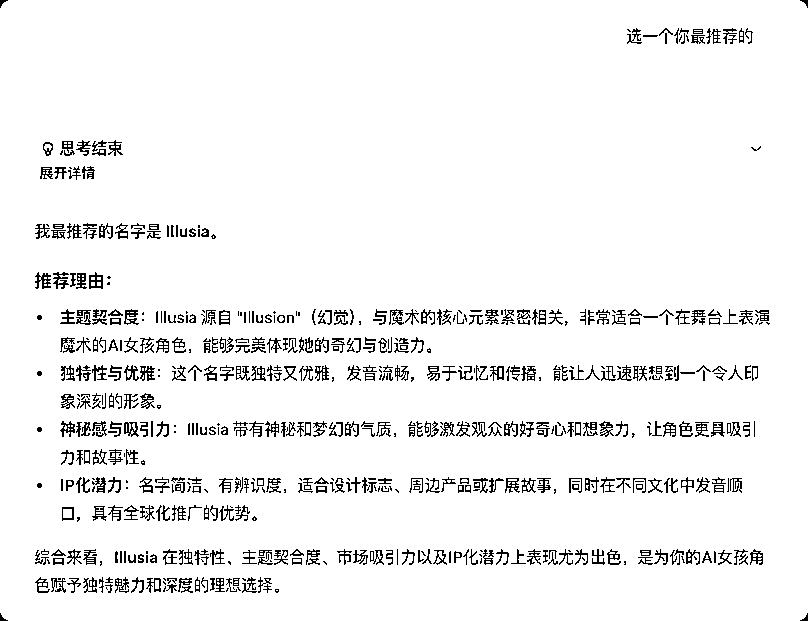 选一个你最推荐的
思考结束
展开详情
我最推荐的名字是 Illusia。
推荐理由：
• 主题契合度：Illusia 源自 "Illusion"（幻觉），与魔术的核心元素紧密相关，非常适合一个在舞台上表演
魔术的AI女孩角色，能够完美体现她的奇幻与创造力。
• 独特性与优雅：这个名字既独特又优雅，发音流畅，易于记忆和传播，能让人迅速联想到一个令人印
象深刻的形象。
• 神秘感与吸引力：Illusia 带有神秘和梦幻的气质，能够激发观众的好奇心和想象力，让角色更具吸引
力和故事性。
• IP化潜力：名字简洁、有辨识度，适合设计标志、周边产品或扩展故事，同时在不同文化中发音顺
口，具有全球化推广的优势。
综合来看，Illusia 在独特性、主题契合度、市场吸引力以及IP化潜力上表现尤为出色，是为你的AI女孩角
色赋予独特魅力和深度的理想选择。